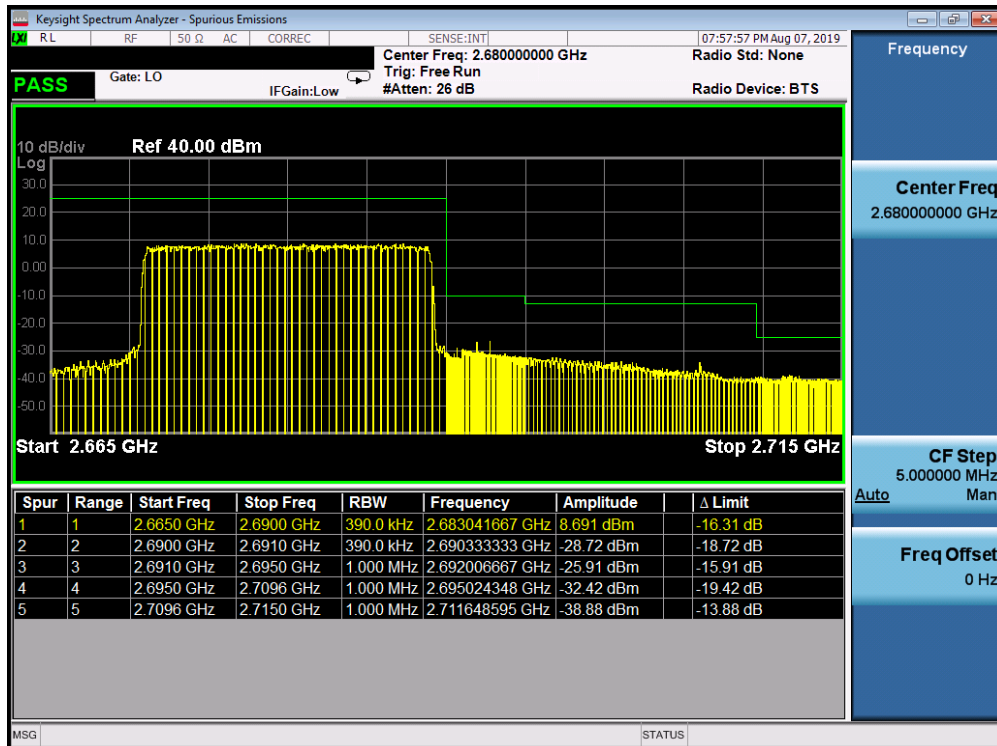 Keysight Spectrum Analyzer - Spurious Emissions
LXI RL RF 50 Ω AC CORREC SENSE:INT 07:57:57 PM Aug 07, 2019
Center Freq: 2.680000000 GHz Radio Std: None
PASS Gate: LO Trig: Free Run
IFGain:Low #Atten: 26 dB Radio Device: BTS
10 dB/div Ref 40.00 dBm
Log
30.0
20.0
10.0
0.00
-10.0
-20.0
-30.0
-40.0
-50.0
Start 2.665 GHz Stop 2.715 GHz
Spur Range Start Freq Stop Freq RBW Frequency Amplitude Δ Limit
1 1 2.6650 GHz 2.6900 GHz 390.0 kHz 2.683041667 GHz 8.691 dBm -16.31 dB
2 2 2.6900 GHz 2.6910 GHz 390.0 kHz 2.690333333 GHz -28.72 dBm -18.72 dB
3 3 2.6910 GHz 2.6950 GHz 1.000 MHz 2.692006667 GHz -25.91 dBm -15.91 dB
4 4 2.6950 GHz 2.7096 GHz 1.000 MHz 2.695024348 GHz -32.42 dBm -19.42 dB
5 5 2.7096 GHz 2.7150 GHz 1.000 MHz 2.711648595 GHz -38.88 dBm -13.88 dB
MSG STATUS
Frequency
Center Freq
2.680000000 GHz
CF Step
5.000000 MHz
Auto Man
Freq Offset
0 Hz